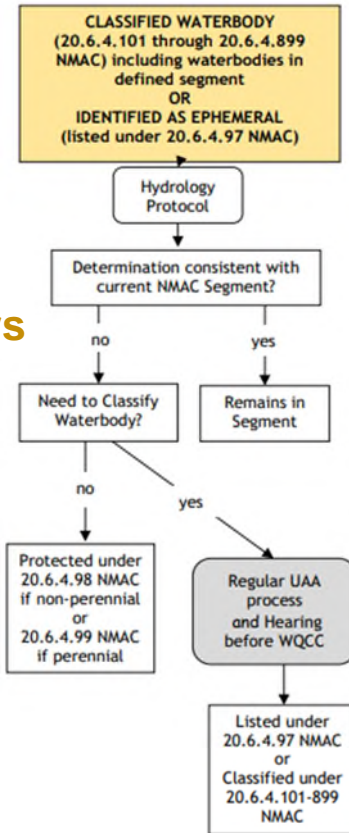 CLASSIFIED WATERBODY
(20.6.4.101 through 20.6.4.899
NMAC) including waterbodies in
defined segment
OR
IDENTIFIED AS EPHEMERAL
(listed under 20.6.4.97 NMAC)
Hydrology
Protocol
Determination consistent with
current NMAC Segment?
no
yes
Need to Classify
Waterbody?
Remains in
Segment
no
yes
Protected under
20.6.4.98 NMAC
if non-perennial
or
20.6.4.99 NMAC
if perennial
Regular UAA
process
and Hearing
before WQCC
Listed under
20.6.4.97 NMAC
or
Classified under
20.6.4.101-899
NMAC